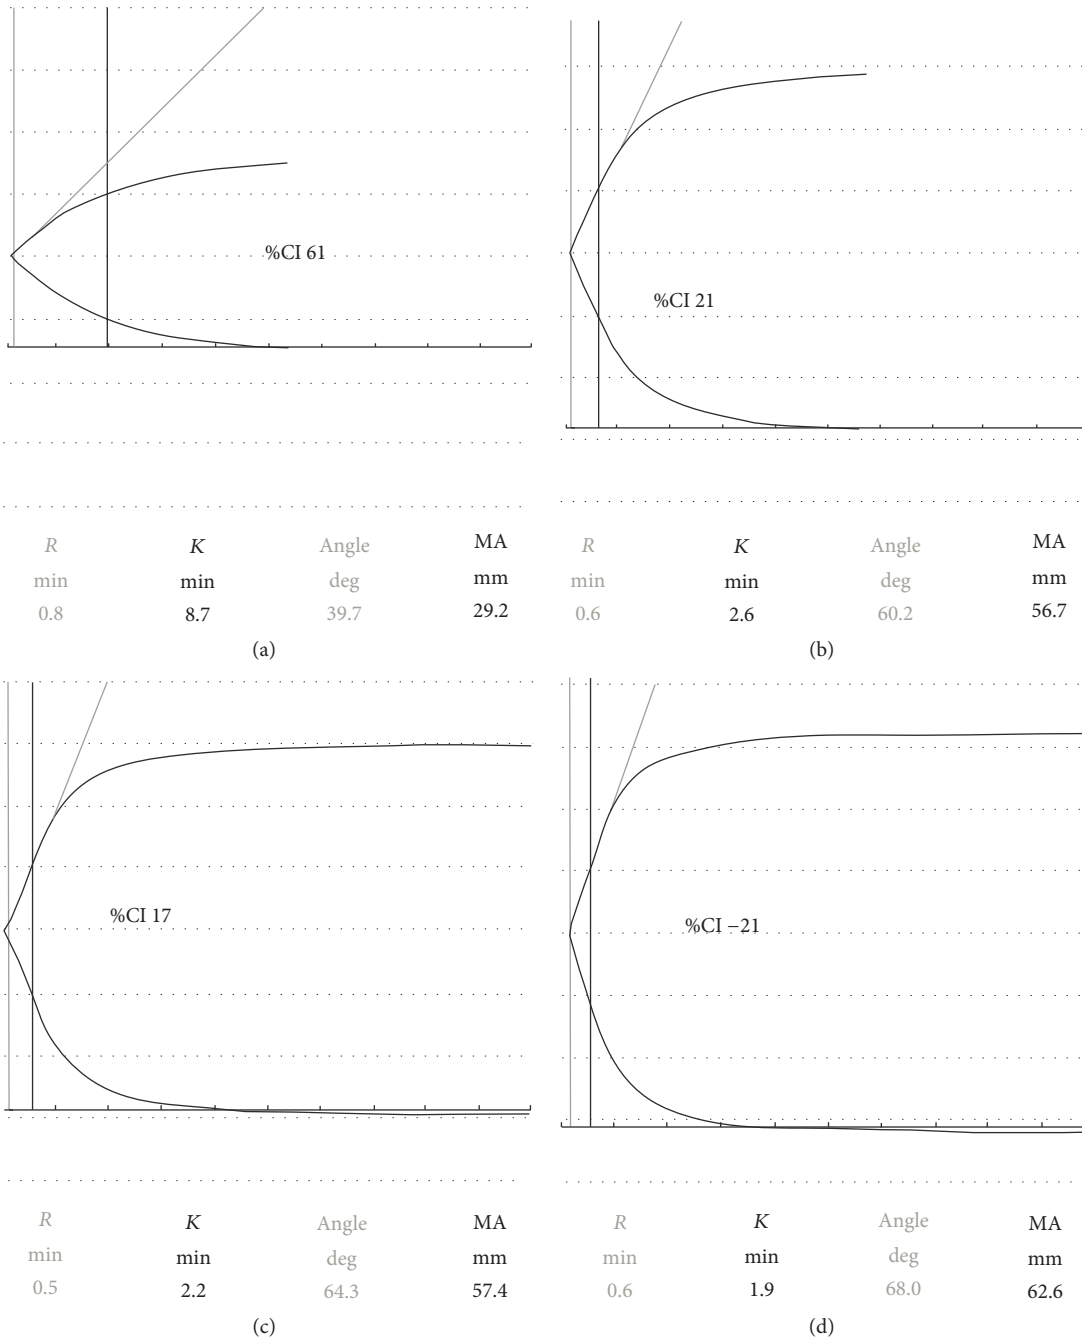 %CI 61
R K Angle MA
min min deg mm
0.8 8.7 39.7 29.2
(a)
%CI 21
R K Angle MA
min min deg mm
0.6 2.6 60.2 56.7
(b)
%CI 17
R K Angle MA
min min deg mm
0.5 2.2 64.3 57.4
(c)
%CI −21
R K Angle MA
min min deg mm
0.6 1.9 68.0 62.6
(d)